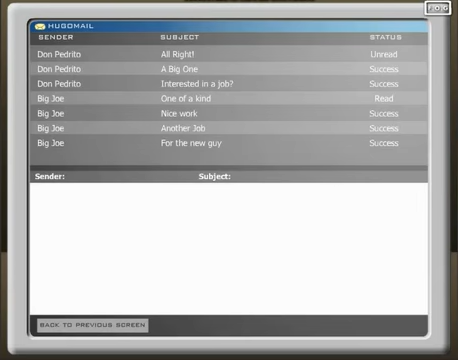 HUGOMAIL
SENDER SUBJECT STATUS
Don Pedrito All Right! Unread
Don Pedrito A Big One Success
Don Pedrito Interested in a job? Success
Big Joe One of a kind Read
Big Joe Nice work Success
Big Joe Another Job Success
Big Joe For the new guy Success
Sender: Subject:
BACK TO PREVIOUS SCREEN